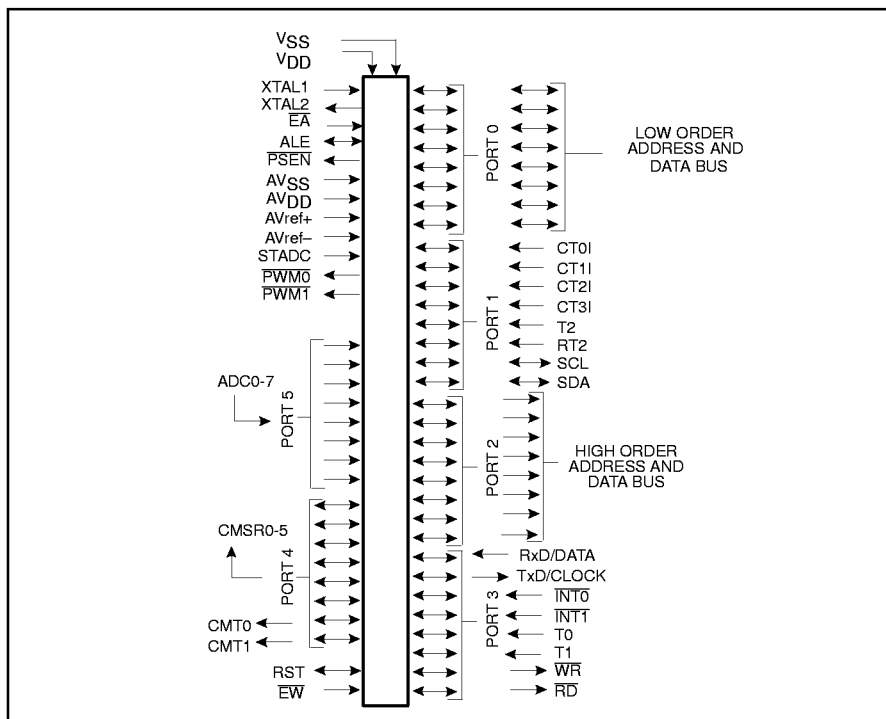 VSS
VDD
XTAL1
XTAL2
EA
ALE
PSEN
AVSS
AVDD
AVref+
AVref–
STADC
PWM0
PWM1
ADC0-7
PORT 5
CMSR0-5
PORT 4
CMT0
CMT1
RST
EW
PORT 0
LOW ORDER
ADDRESS AND
DATA BUS
PORT 1
CT0I
CT1I
CT2I
CT3I
T2
RT2
SCL
SDA
PORT 2
HIGH ORDER
ADDRESS AND
DATA BUS
PORT 3
RxD/DATA
TxD/CLOCK
INT0
INT1
T0
T1
WR
RD